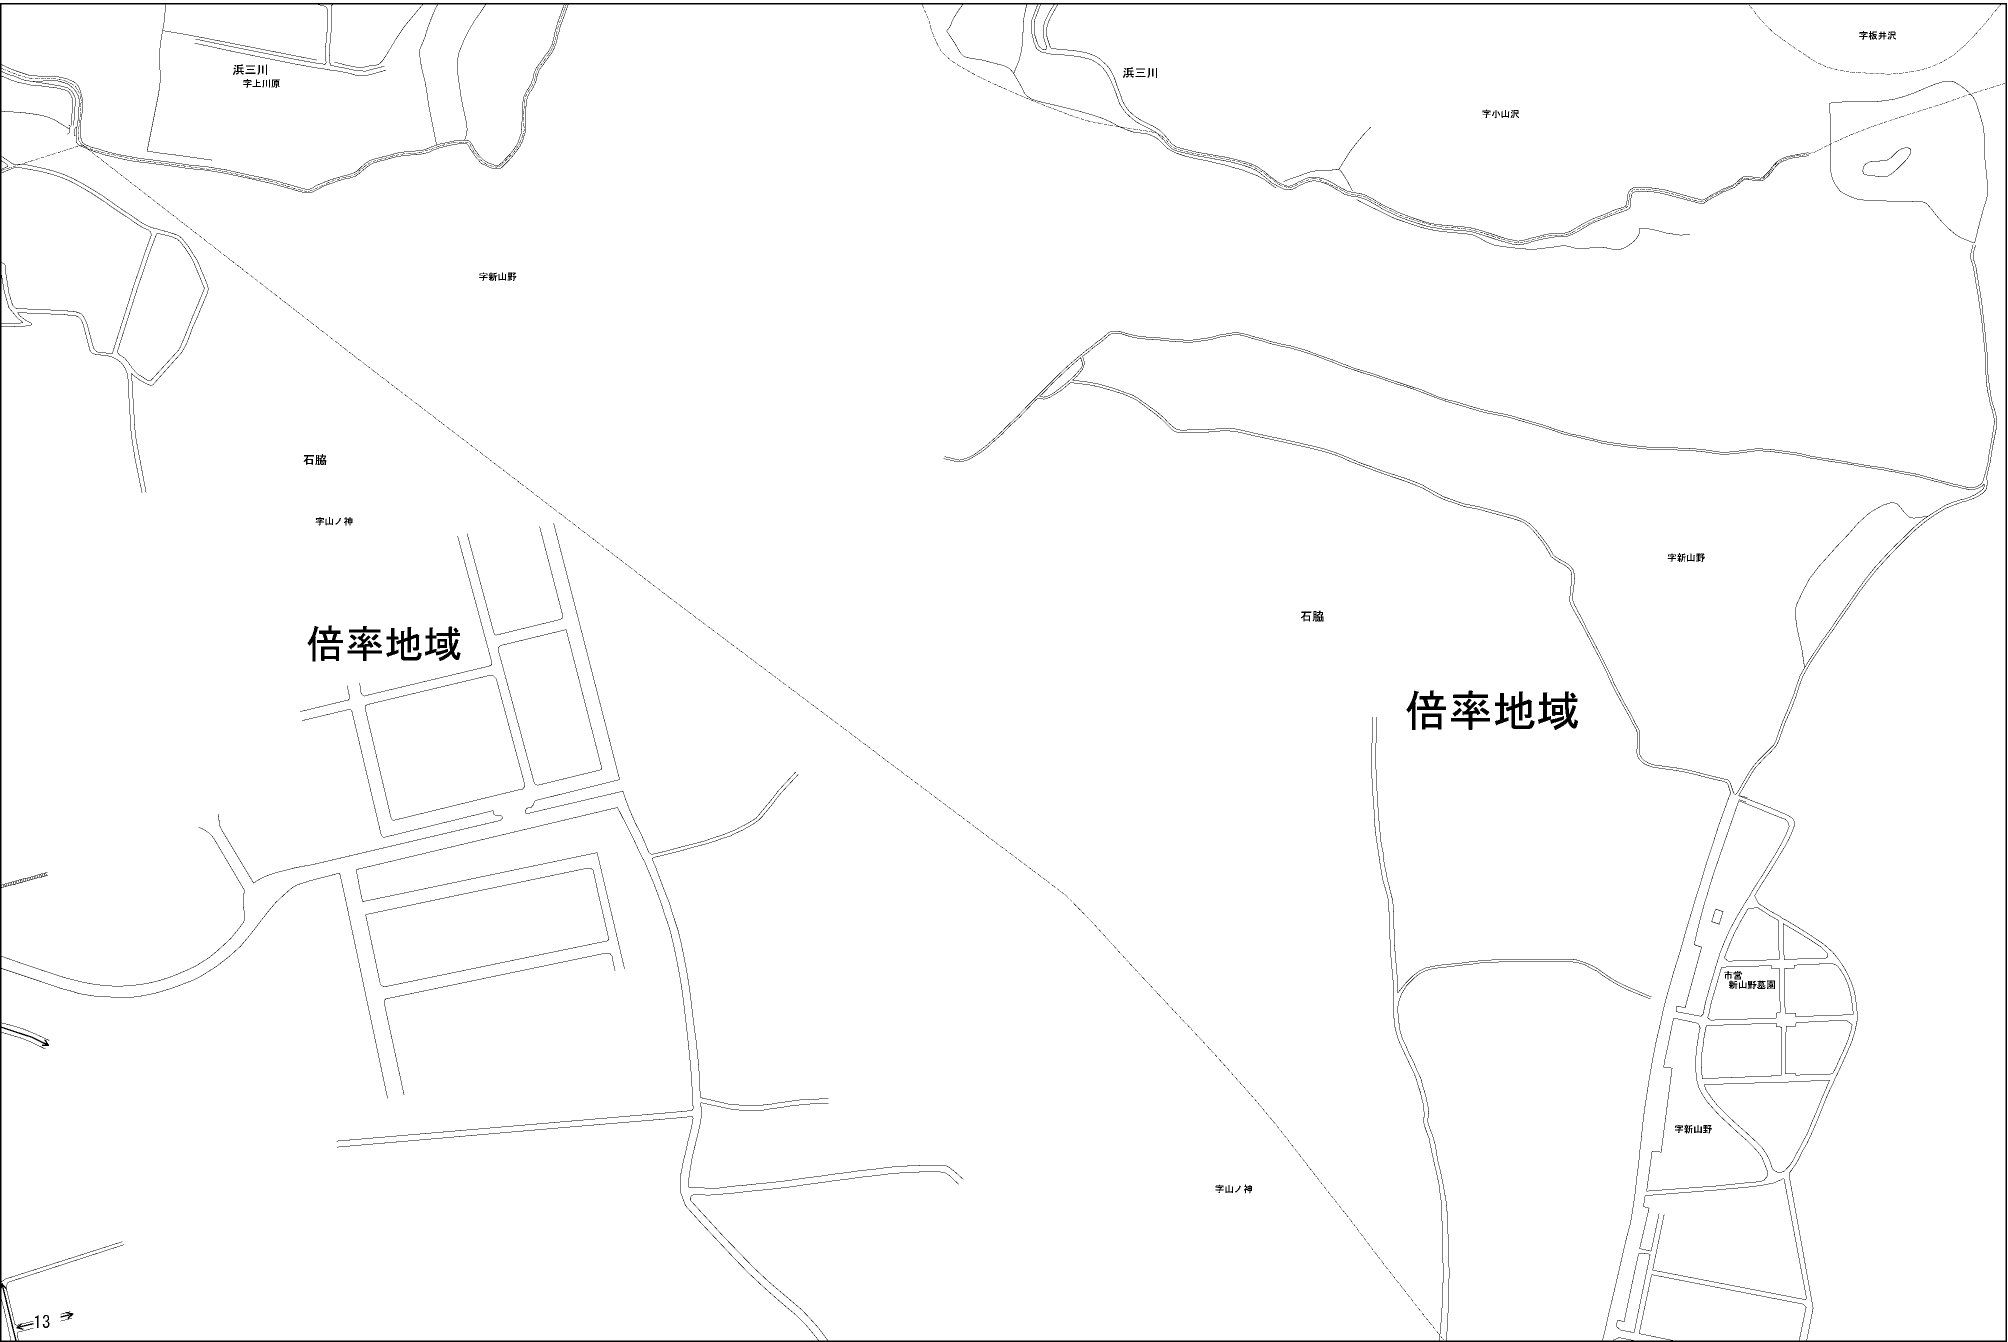 字板井沢
浜三川
字上川原
浜三川
字小山沢
字新山野
石脇
字山ノ神
字新山野
石脇
倍率地域
倍率地域
市営
新山野墓園
字新山野
字山ノ神
13